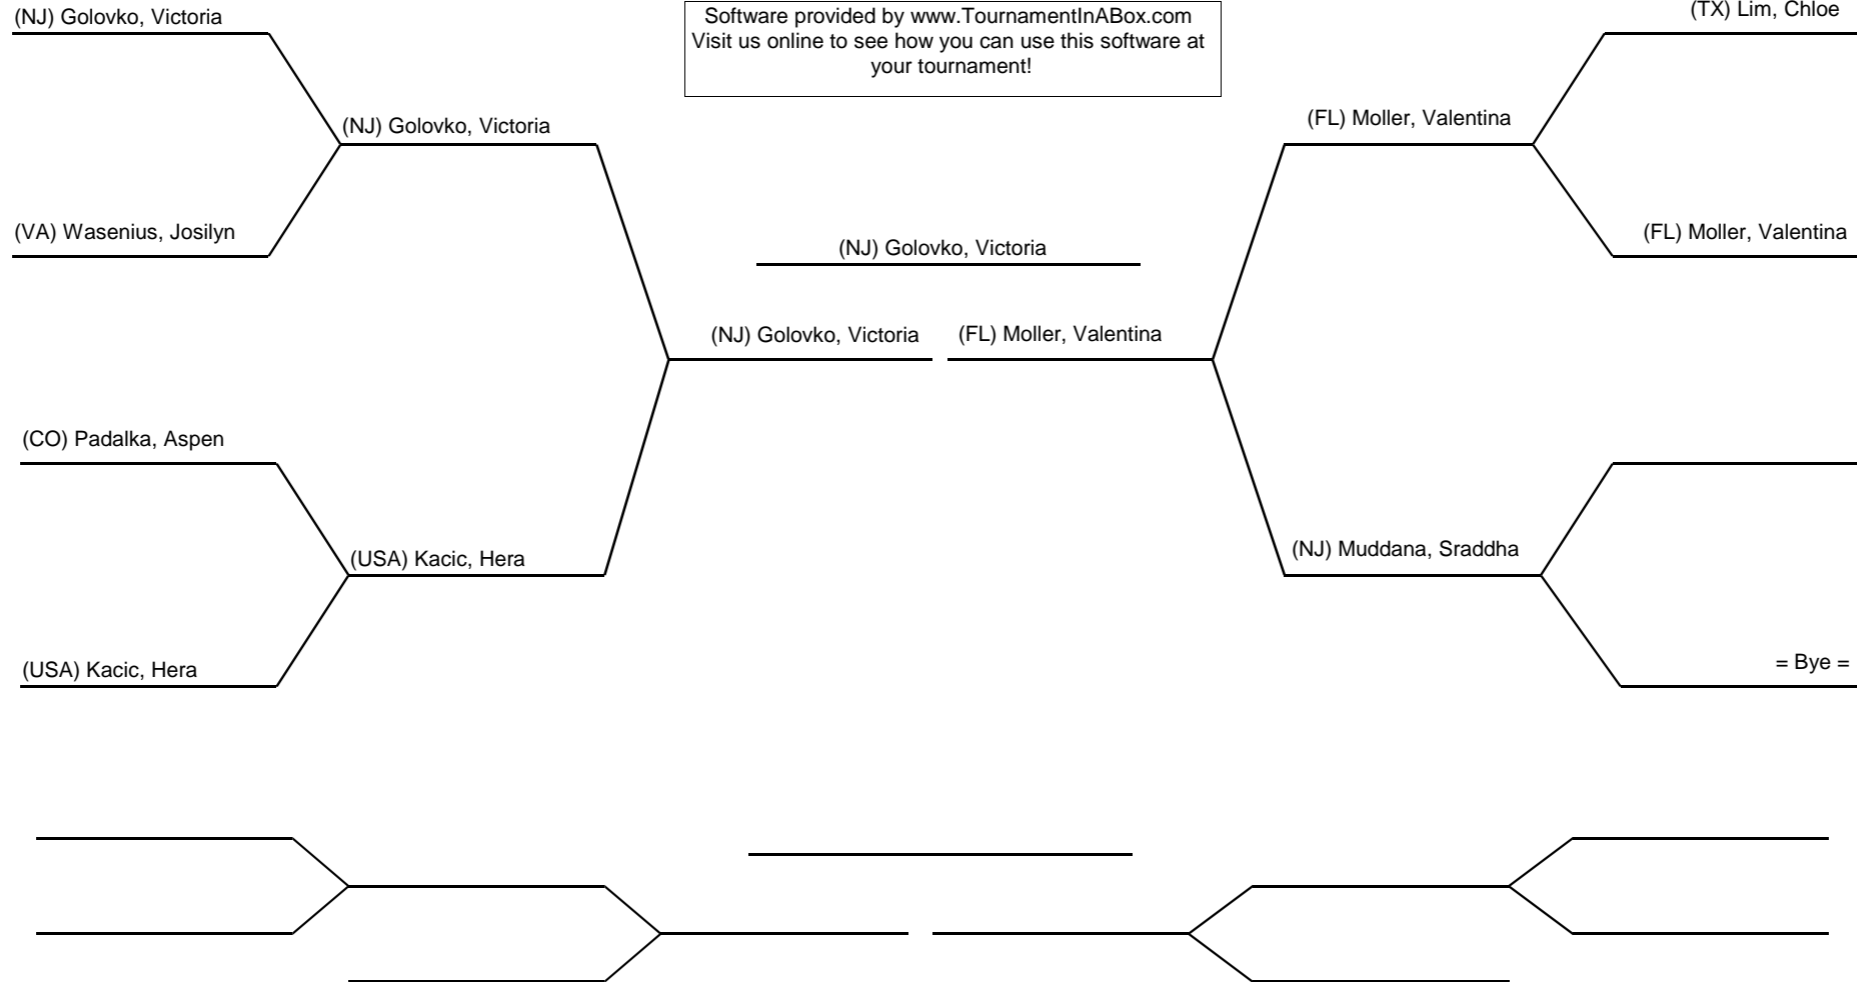 (NJ) Golovko, Victoria
Software provided by www.TournamentInABox.com
Visit us online to see how you can use this software at
your tournament!
(TX) Lim, Chloe
(NJ) Golovko, Victoria
(FL) Moller, Valentina
(VA) Wasenius, Josilyn
(NJ) Golovko, Victoria
(FL) Moller, Valentina
(NJ) Golovko, Victoria
(FL) Moller, Valentina
(CO) Padalka, Aspen
(USA) Kacic, Hera
(NJ) Muddana, Sraddha
(USA) Kacic, Hera
= Bye =